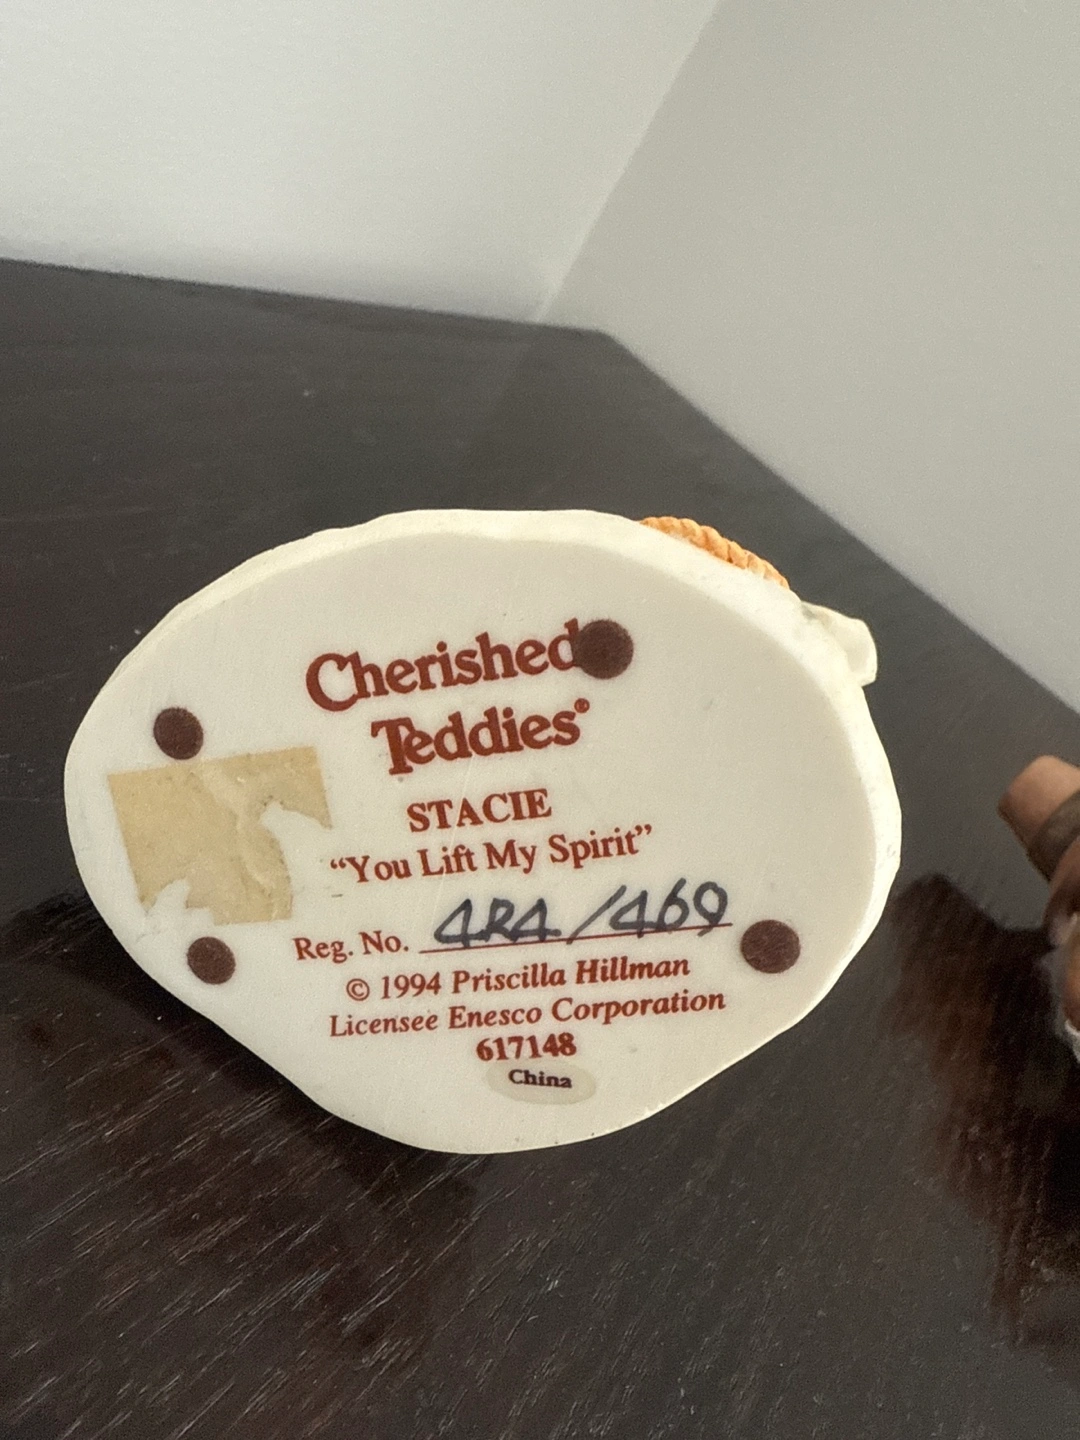 Cherished
Teddies®
STACIE
“You Lift My Spirit”
Reg. No. 4R4/469
© 1994 Priscilla Hillman
Licensee Enesco Corporation
617148
China